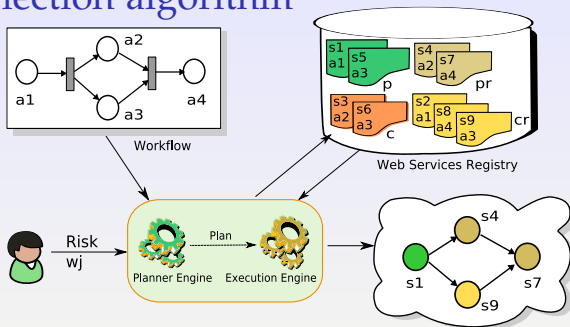 lection algorithm
a2
a1
a4
a3
Workflow
s1
a1
s5
a3
p
s4
a2
s7
a4
pr
s3
a2
s6
a3
c
s2
a1
s8
a4
s9
a3
cr
Web Services Registry
Risk
wj
Plan
Planner Engine
Execution Engine
s4
s1
s7
s9